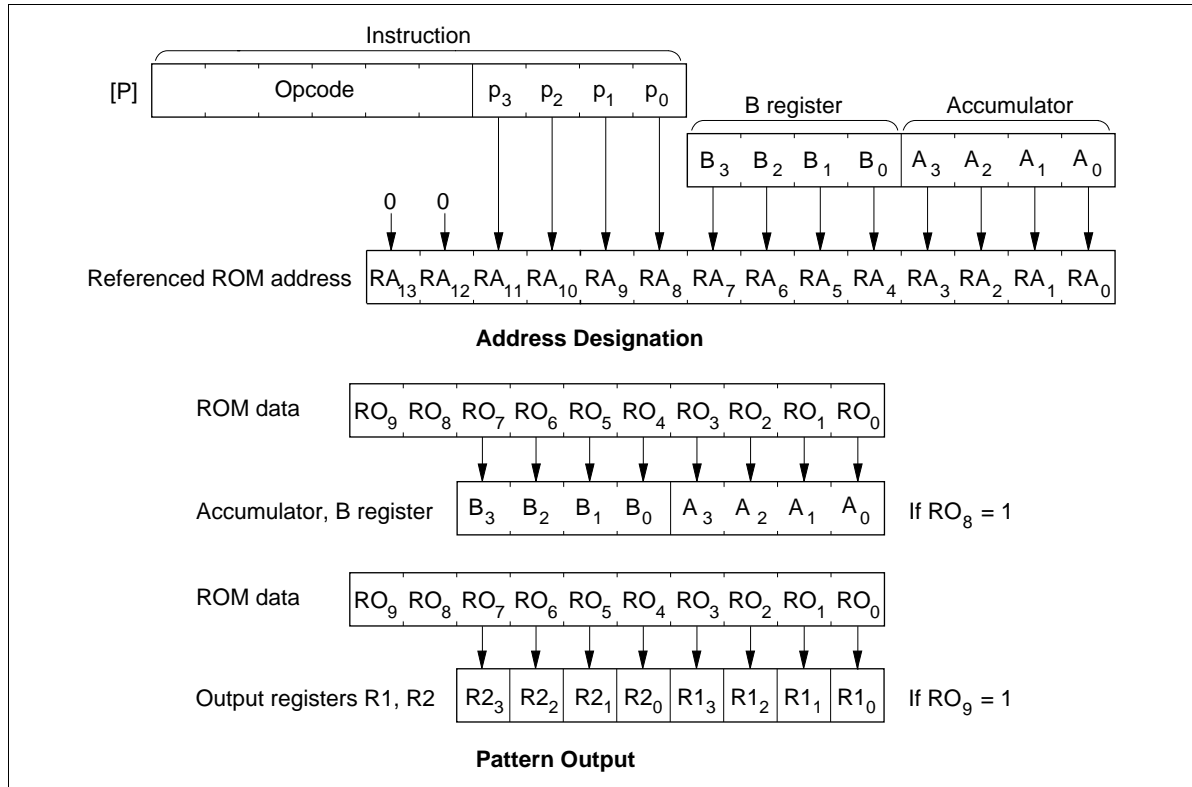 Instruction
[P] Opcode p3 p2 p1 p0
B register Accumulator
B3 B2 B1 B0 A3 A2 A1 A0
0 0
Referenced ROM address RA13 RA12 RA11 RA10 RA9 RA8 RA7 RA6 RA5 RA4 RA3 RA2 RA1 RA0
Address Designation
ROM data RO9 RO8 RO7 RO6 RO5 RO4 RO3 RO2 RO1 RO0
Accumulator, B register B3 B2 B1 B0 A3 A2 A1 A0 If RO8 = 1
ROM data RO9 RO8 RO7 RO6 RO5 RO4 RO3 RO2 RO1 RO0
Output registers R1, R2 R23 R22 R21 R20 R13 R12 R11 R10 If RO9 = 1
Pattern Output